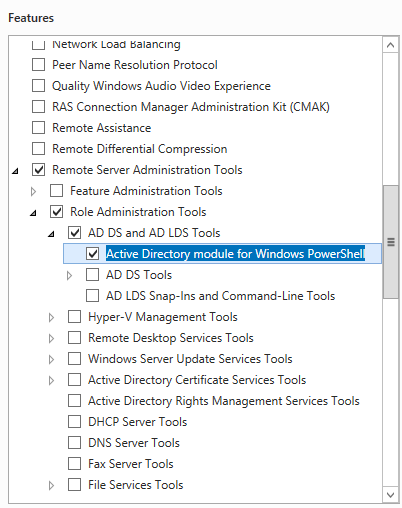 Features
Network Load Balancing
Peer Name Resolution Protocol
Quality Windows Audio Video Experience
RAS Connection Manager Administration Kit (CMAK)
Remote Assistance
Remote Differential Compression
Remote Server Administration Tools
Feature Administration Tools
Role Administration Tools
AD DS and AD LDS Tools
Active Directory module for Windows PowerShell
AD DS Tools
AD LDS Snap-Ins and Command-Line Tools
Hyper-V Management Tools
Remote Desktop Services Tools
Windows Server Update Services Tools
Active Directory Certificate Services Tools
Active Directory Rights Management Services Tools
DHCP Server Tools
DNS Server Tools
Fax Server Tools
File Services Tools